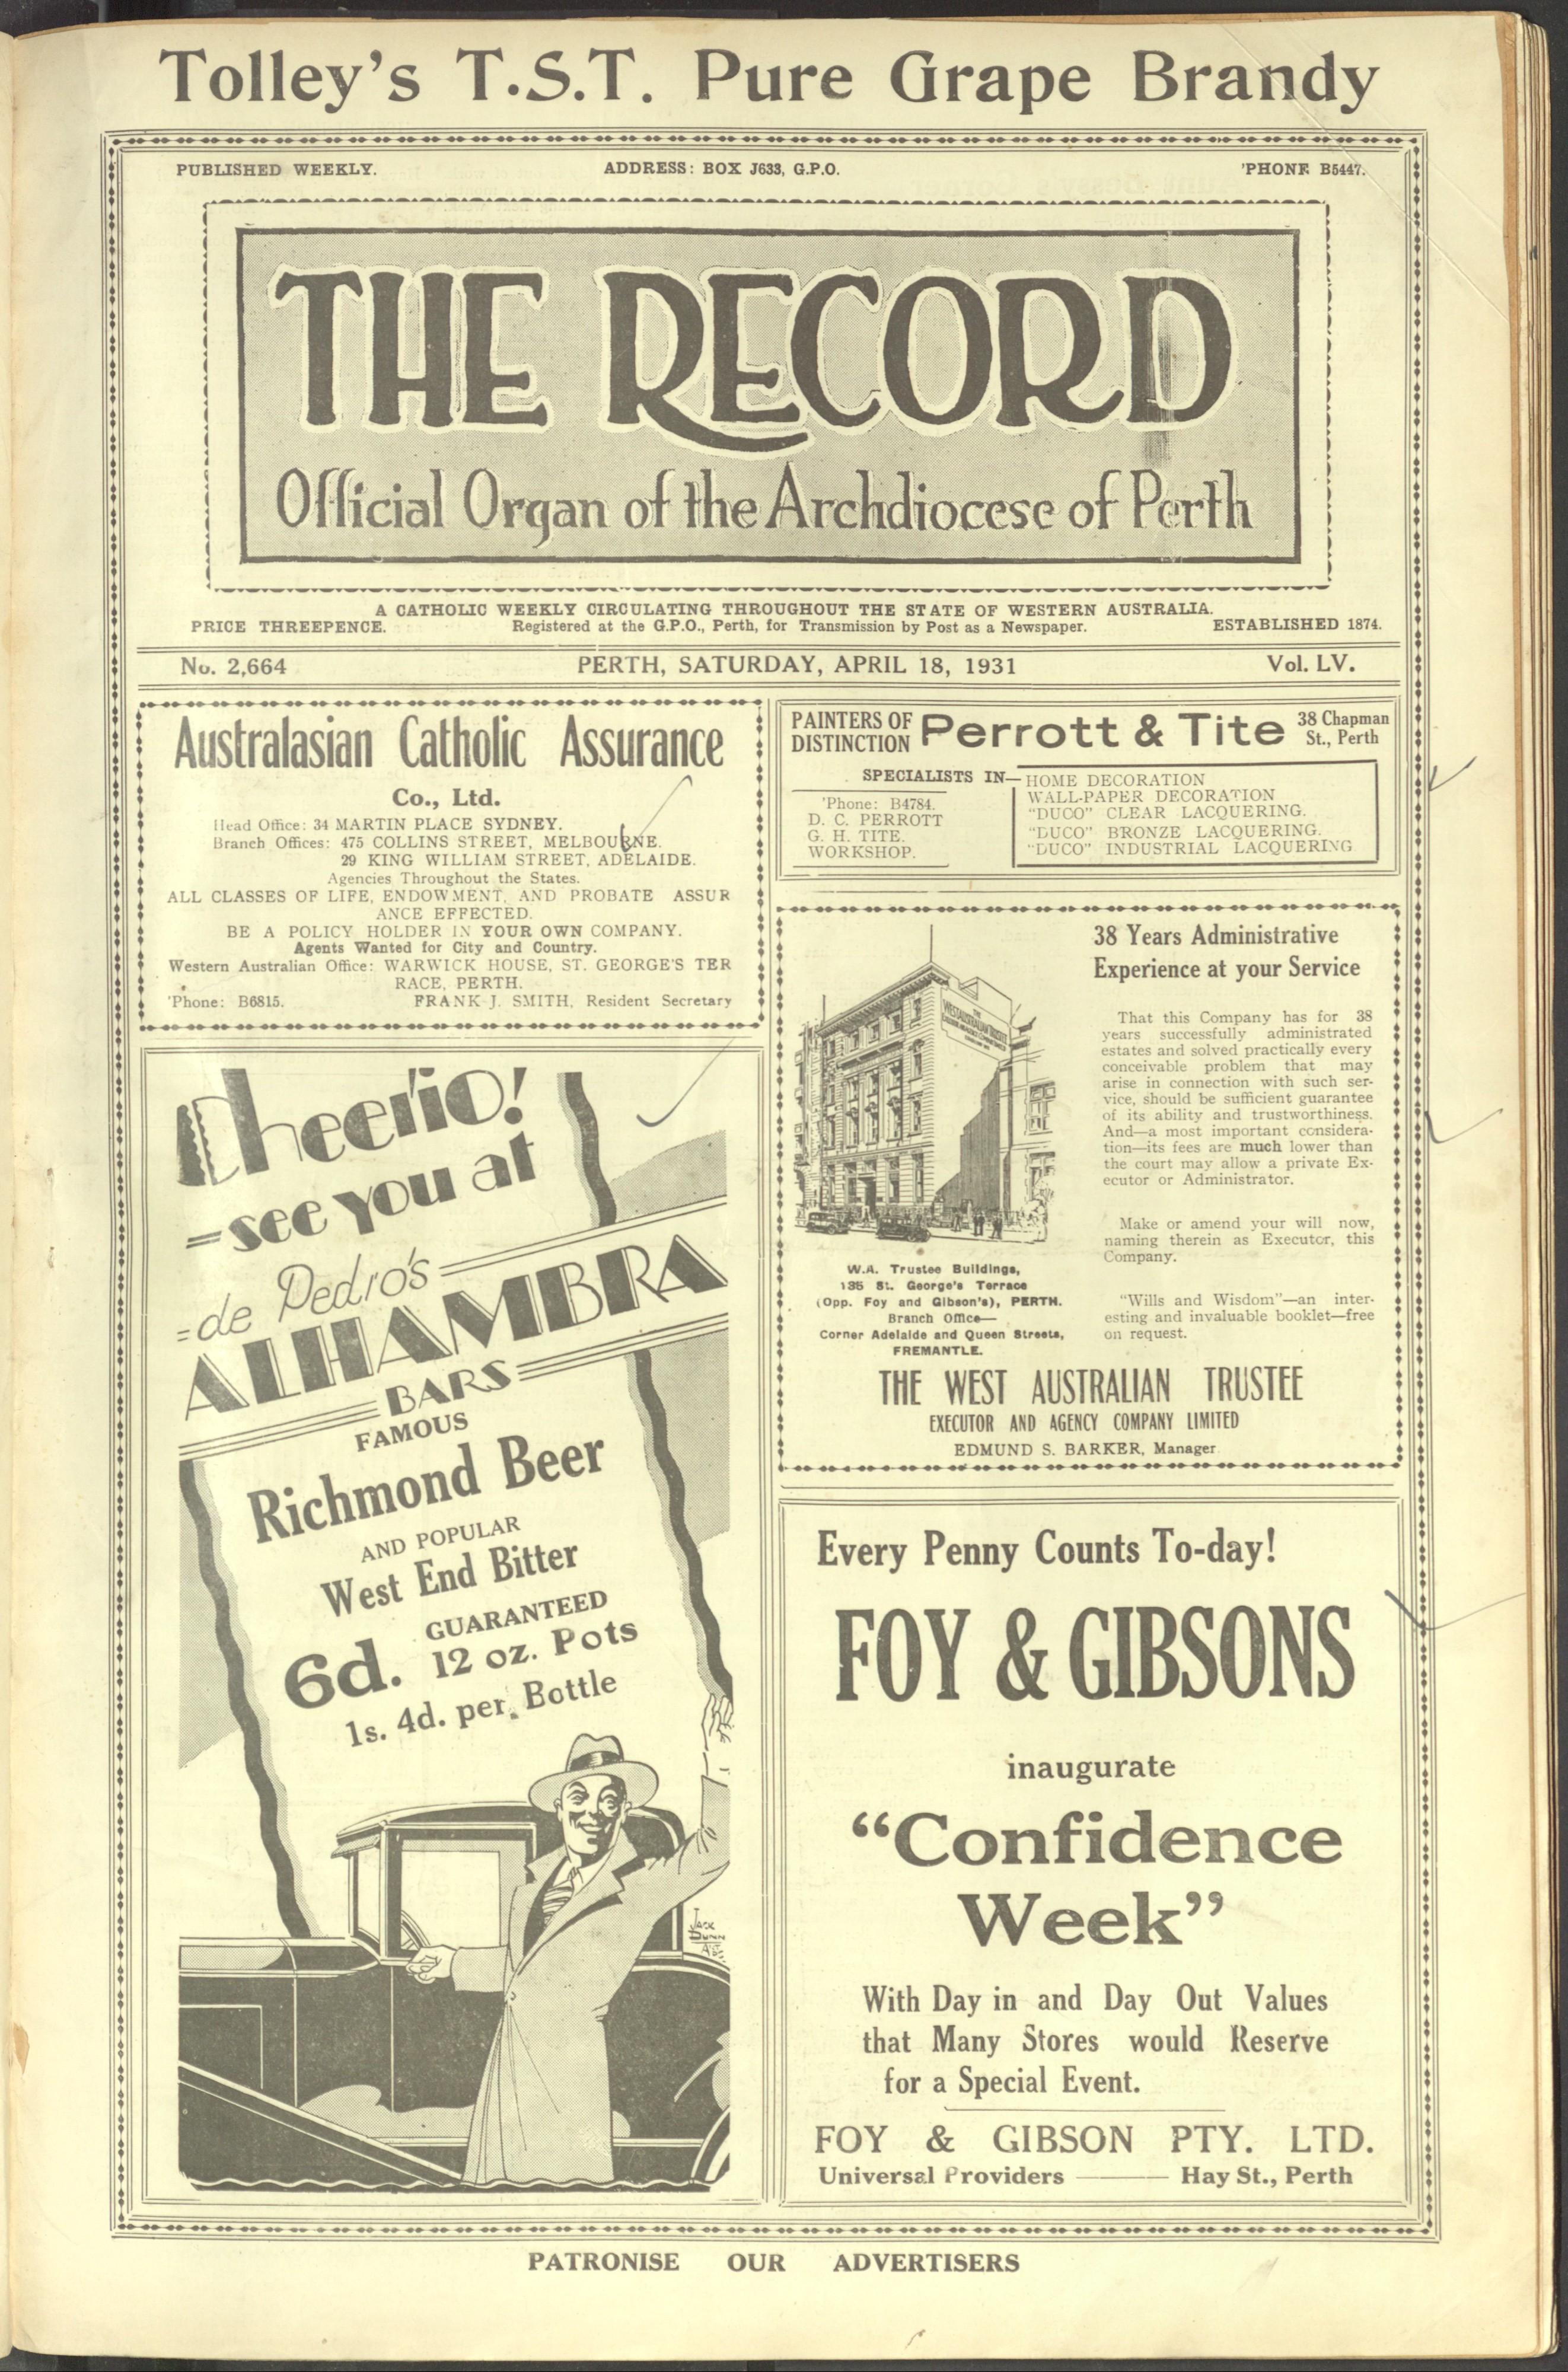 Tolley's T.S.T. Pure Grape Brandy
PUBLISHED WEEKLY. ADDRESS: BOX J633, G.P.O. 'PHONE B5447.
THE RECORD
Official Organ of the Archdiocese of Perth
A CATHOLIC WEEKLY CIRCULATING THROUGHOUT THE STATE OF WESTERN AUSTRALIA.
PRICE THREEPENCE. Registered at the G.P.O., Perth, for Transmission by Post as a Newspaper. ESTABLISHED 1874.
No. 2,664 PERTH, SATURDAY, APRIL 18, 1931 Vol. LV.
Australasian Catholic Assurance
Co., Ltd.
Head Office: 34 MARTIN PLACE SYDNEY.
Branch Offices: 475 COLLINS STREET, MELBOURNE.
29 KING WILLIAM STREET, ADELAIDE.
Agencies Throughout the States.
ALL CLASSES OF LIFE, ENDOWMENT, AND PROBATE ASSUR
ANCE EFFECTED.
BE A POLICY HOLDER IN YOUR OWN COMPANY.
Agents Wanted for City and Country.
Western Australian Office: WARWICK HOUSE, ST. GEORGE'S TER
RACE, PERTH.
'Phone: B6815. FRANK J. SMITH, Resident Secretary
Cheerio!
=see you at
=de Pedro's
ALHAMBRA
BARS
FAMOUS
Richmond Beer
AND POPULAR
West End Bitter
GUARANTEED
6d. 12 oz. Pots
1s. 4d. per Bottle
JACK
DUNN
PAINTERS OF
DISTINCTION
Perrott & Tite
38 Chapman
St., Perth
SPECIALISTS IN—
'Phone: B4784.
D. C. PERROTT
G. H. TITE.
WORKSHOP.
HOME DECORATION
WALL-PAPER DECORATION
"DUCO" CLEAR LACQUERING.
"DUCO" BRONZE LACQUERING.
"DUCO" INDUSTRIAL LACQUERING
38 Years Administrative
Experience at your Service
That this Company has for 38
years successfully administrated
estates and solved practically every
conceivable problem that may
arise in connection with such ser-
vice, should be sufficient guarantee
of its ability and trustworthiness.
And—a most important considera-
tion—its fees are much lower than
the court may allow a private Ex-
ecutor or Administrator.
Make or amend your will now,
naming therein as Executor, this
Company.
"Wills and Wisdom"—an inter-
esting and invaluable booklet—free
on request.
THE
WEST AUSTRALIAN TRUSTEE
W.A. Trustee Buildings,
135 St. George's Terrace
(Opp. Foy and Gibson's), PERTH.
Branch Office—
Corner Adelaide and Queen Streets,
FREMANTLE.
THE WEST AUSTRALIAN TRUSTEE
EXECUTOR AND AGENCY COMPANY LIMITED
EDMUND S. BARKER, Manager
Every Penny Counts To-day!
FOY & GIBSONS
inaugurate
"Confidence
Week"
With Day in and Day Out Values
that Many Stores would Reserve
for a Special Event.
FOY & GIBSON PTY. LTD.
Universal Providers —— Hay St., Perth
PATRONISE OUR ADVERTISERS